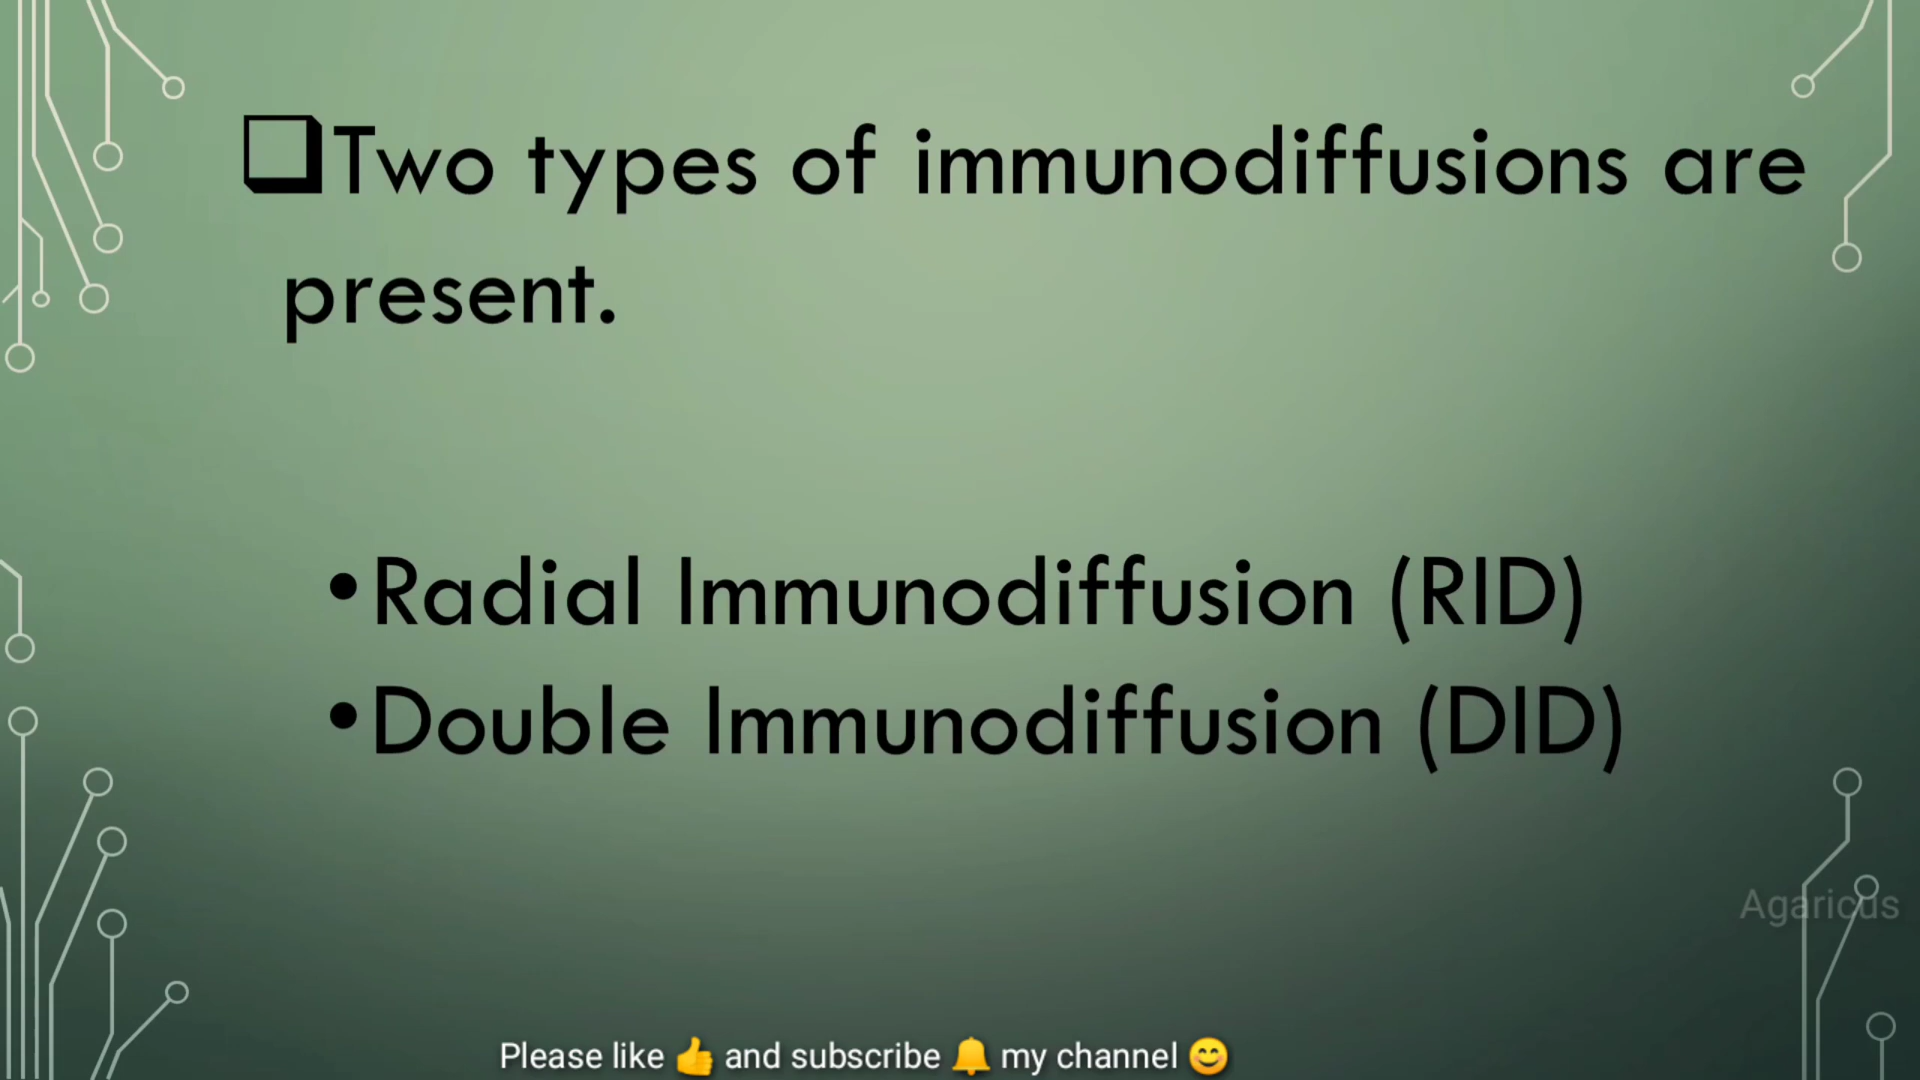 ❑Two types of immunodiffusions are
present.
•Radial Immunodiffusion (RID)
•Double Immunodiffusion (DID)
Agaricus
Please like 👍 and subscribe 🔔 my channel 😊